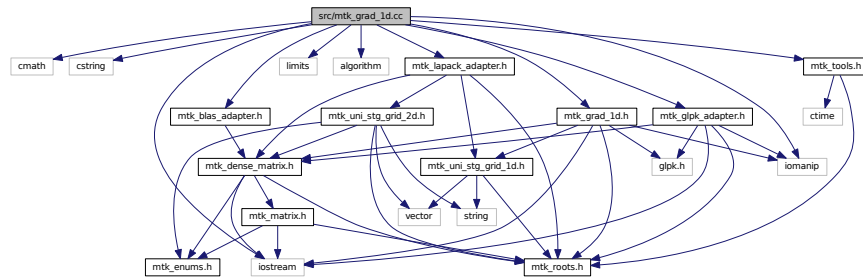 src/mtk_grad_1d.cc
cmath
cstring
limits
algorithm
mtk_lapack_adapter.h
mtk_tools.h
mtk_blas_adapter.h
mtk_uni_stg_grid_2d.h
mtk_grad_1d.h
mtk_glpk_adapter.h
ctime
mtk_dense_matrix.h
mtk_uni_stg_grid_1d.h
glpk.h
iomanip
mtk_matrix.h
vector
string
mtk_enums.h
iostream
mtk_roots.h